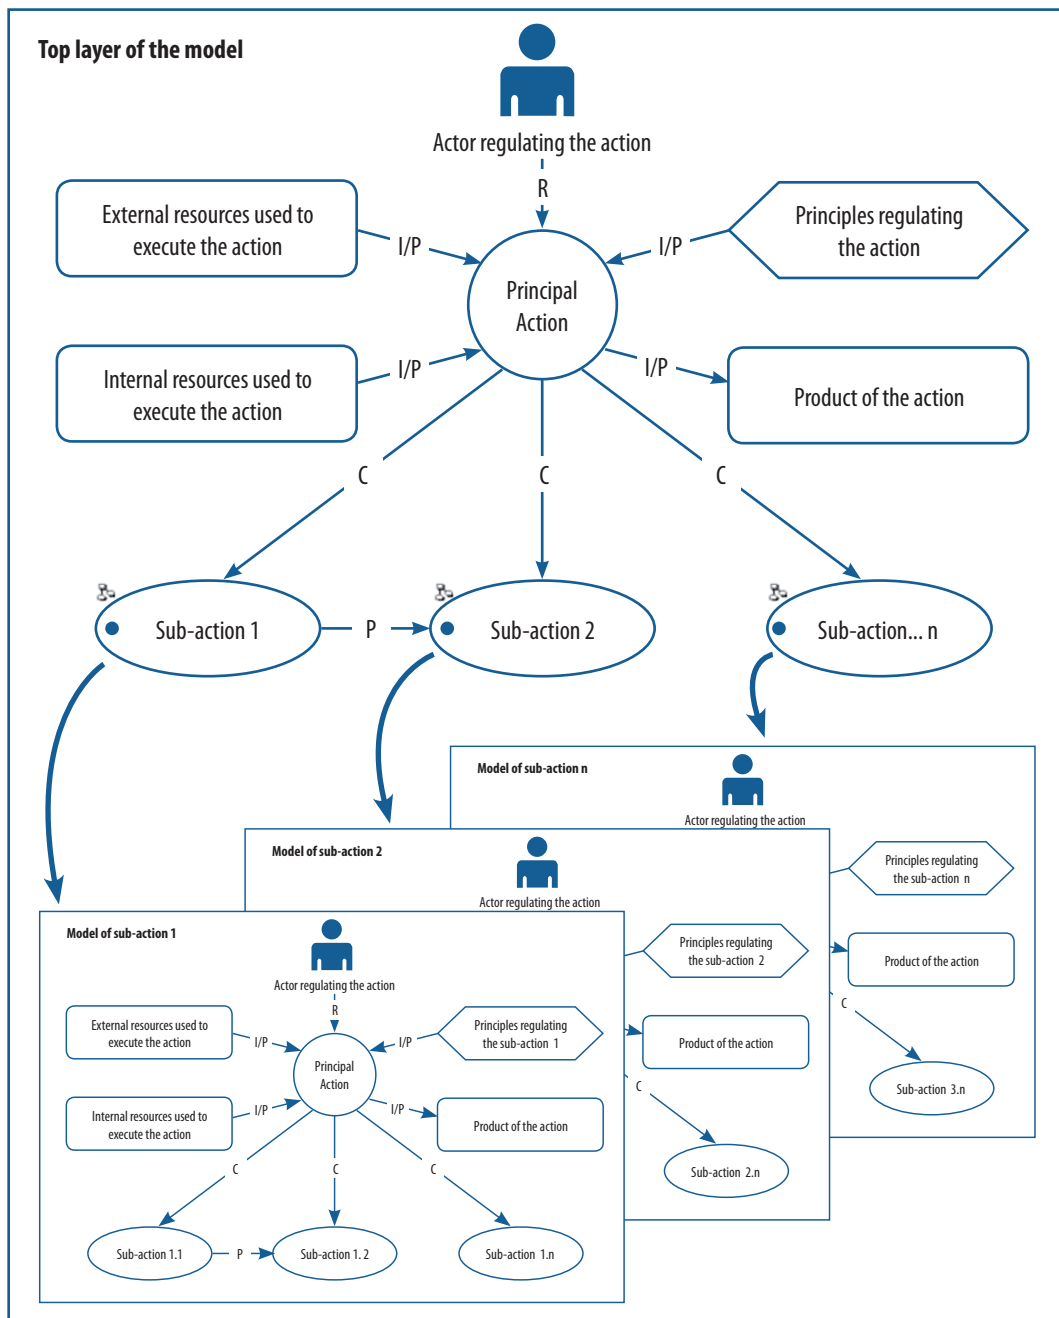 Top layer of the model
Actor regulating the action
R
External resources used to
execute the action
I/P
Principles regulating
the action
I/P
Principal
Action
Internal resources used to
execute the action
I/P
I/P
Product of the action
C
C
C
Sub-action 1
P
Sub-action 2
Sub-action... n
Model of sub-action n
Actor regulating the action
Principles regulating
the sub-action n
Product of the action
C
Sub-action 3.n
Model of sub-action 2
Actor regulating the action
Principles regulating
the sub-action 2
Product of the action
C
Sub-action 2.n
Model of sub-action 1
Actor regulating the action
R
External resources used to
execute the action
I/P
I/P
Principles regulating
the sub-action 1
Principal
Action
Internal resources used to
execute the action
I/P
I/P
Product of the action
C
C
C
Sub-action 1.1
P
Sub-action 1. 2
Sub-action 1.n